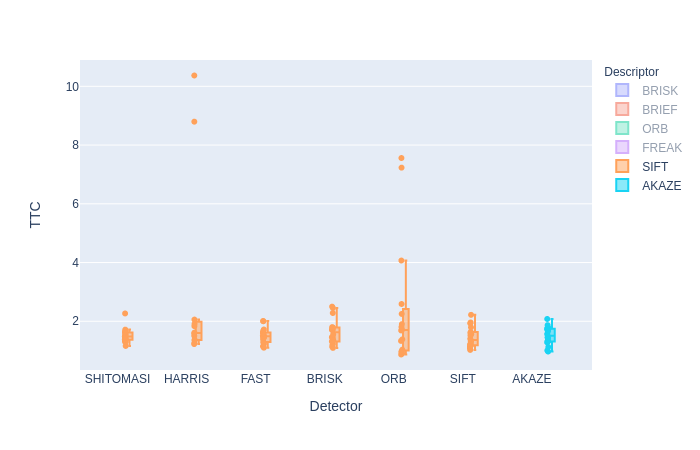 Descriptor
BRISK
BRIEF
ORB
FREAK
SIFT
AKAZE
TTC
10
8
6
4
2
SHITOMASI HARRIS FAST BRISK ORB SIFT AKAZE
Detector